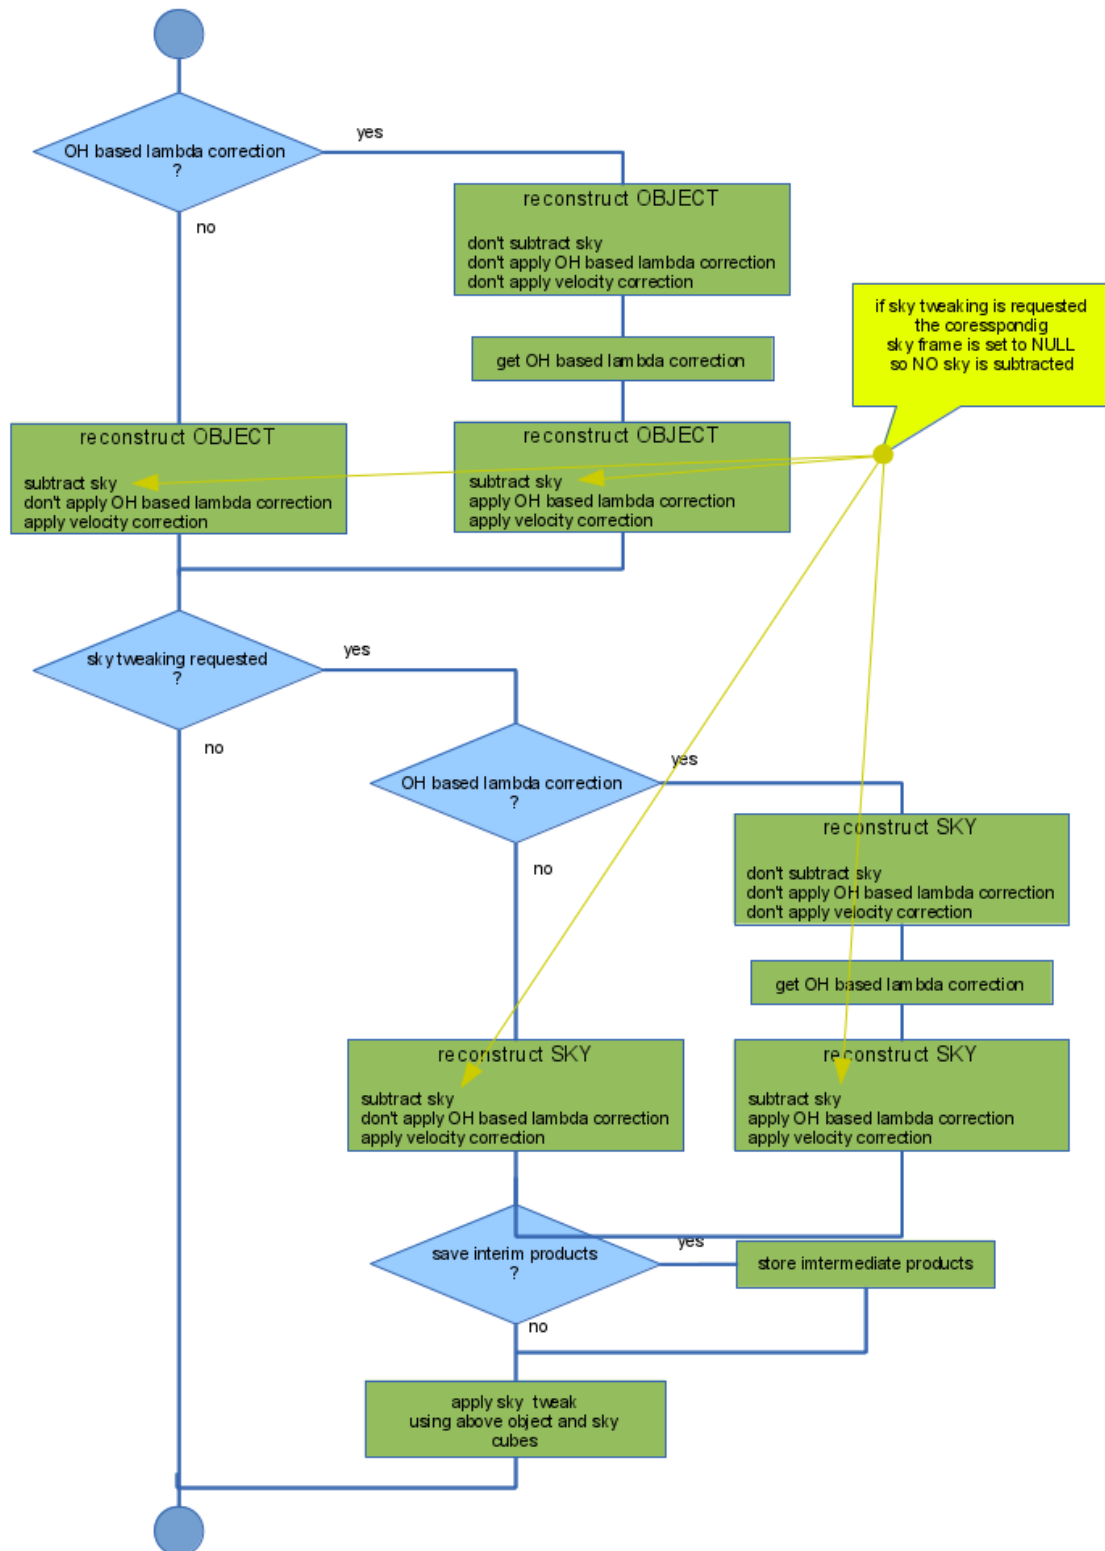 OH based lambda correction
?
yes
no
reconstruct OBJECT
don't subtract sky
don't apply OH based lambda correction
don't apply velocity correction
if sky tweaking is requested
the coresspondig
sky frame is set to NULL
so NO sky is subtracted
get OH based lambda correction
reconstruct OBJECT
subtract sky
don't apply OH based lambda correction
apply velocity correction
reconstruct OBJECT
subtract sky
apply OH based lambda correction
apply velocity correction
sky tweaking requested
?
yes
no
OH based lambda correction
?
yes
no
reconstruct SKY
don't subtract sky
don't apply OH based lambda correction
don't apply velocity correction
get OH based lambda correction
reconstruct SKY
subtract sky
don't apply OH based lambda correction
apply velocity correction
reconstruct SKY
subtract sky
apply OH based lambda correction
apply velocity correction
save interim products
?
yes
no
store imtermediate products
apply sky tweak
using above object and sky
cubes